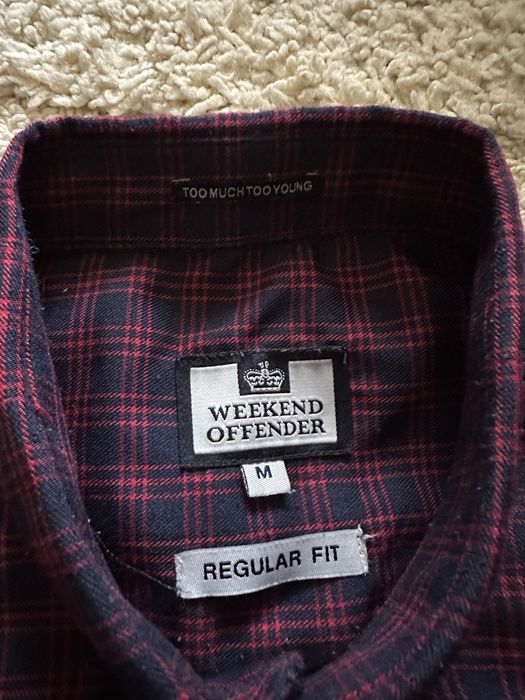 TOO MUCH TOO YOUNG
WEEKEND
OFFENDER
M
REGULAR FIT